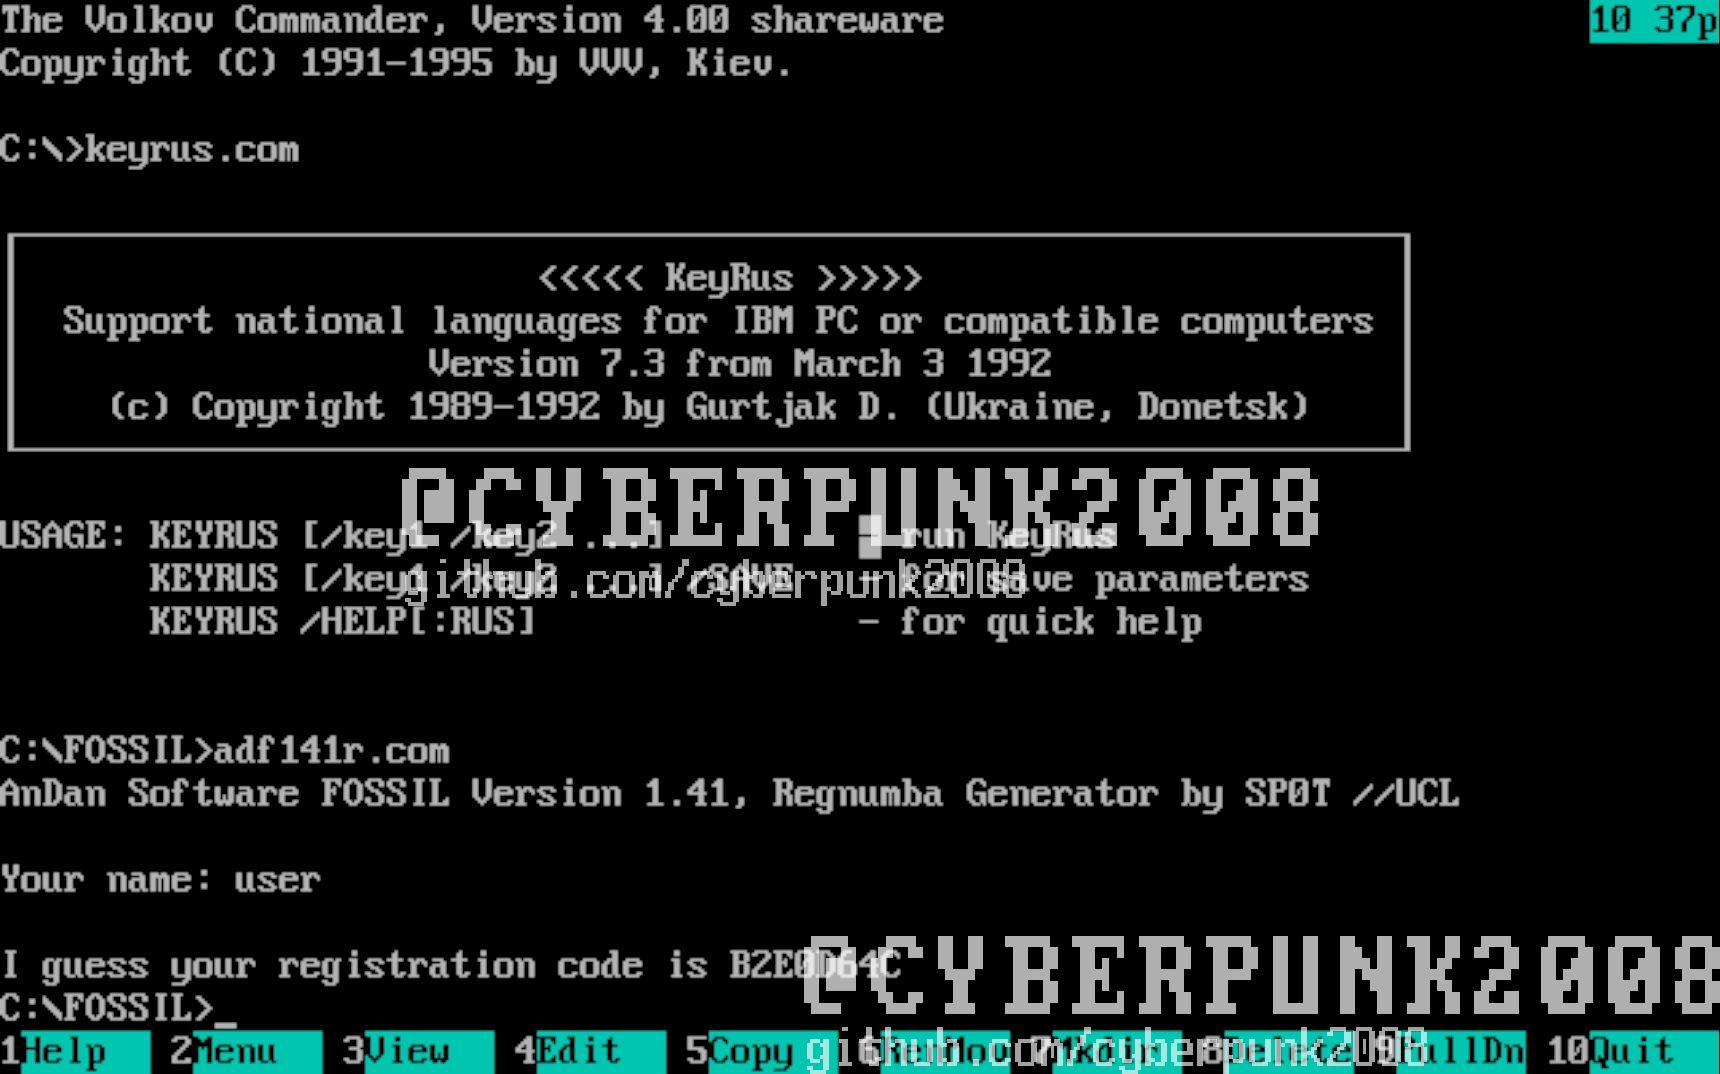 The Volkov Commander, Version 4.00 shareware
10 37p
Copyright (C) 1991-1995 by VVV, Kiev.
C:\>keyrus.com
<<<<< KeyRus >>>>>
Support national languages for IBM PC or compatible computers
Version 7.3 from March 3 1992
(c) Copyright 1989-1992 by Gurtjak D. (Ukraine, Donetsk)
@CYBERPUNK2008
USAGE: KEYRUS [/key1 /key2 ...] - run KeyRus
KEYRUS [/key1 /key2 ...] /SAVE - for save parameters
github.com/cyberpunk2008
KEYRUS /HELP[:RUS] - for quick help
C:\FOSSIL>adf141r.com
AnDan Software FOSSIL Version 1.41, Regnumba Generator by SP0T //UCL
Your name: user
I guess your registration code is B2E0D64C
@CYBERPUNK2008
C:\FOSSIL>_
1Help 2Menu 3View 4Edit 5Copy 6RenMov 7Mkdir 8Delete 9PullDn 10Quit
github.com/cyberpunk2008